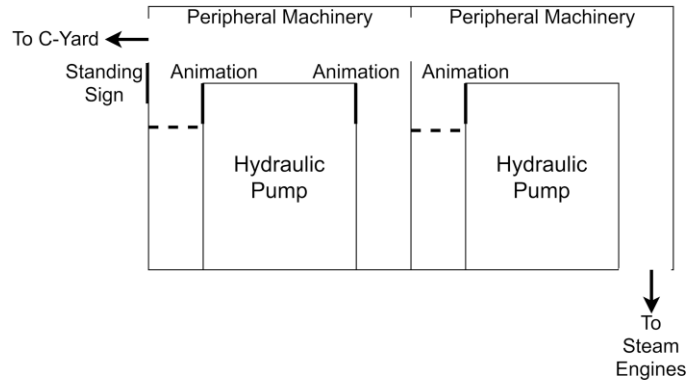 Peripheral Machinery
Peripheral Machinery
To C-Yard
Standing
Sign
Animation
Animation
Animation
Hydraulic
Pump
Hydraulic
Pump
To
Steam
Engines